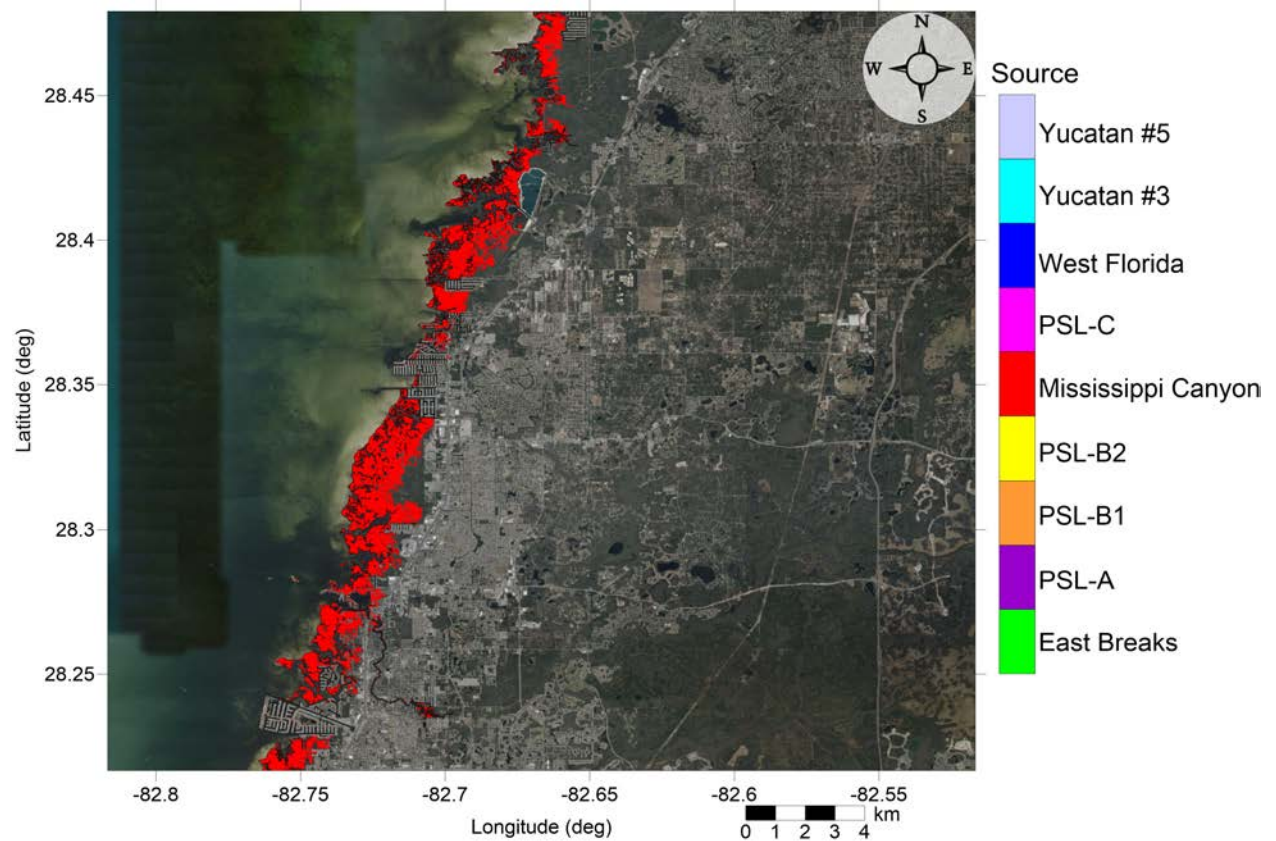 N
W
E
S
Source
Yucatan #5
Yucatan #3
West Florida
PSL-C
Mississippi Canyon
PSL-B2
PSL-B1
PSL-A
East Breaks
Latitude (deg)
28.45
28.4
28.35
28.3
28.25
-82.8
-82.75
-82.7
-82.65
-82.6
-82.55
Longitude (deg)
km
0 1 2 3 4